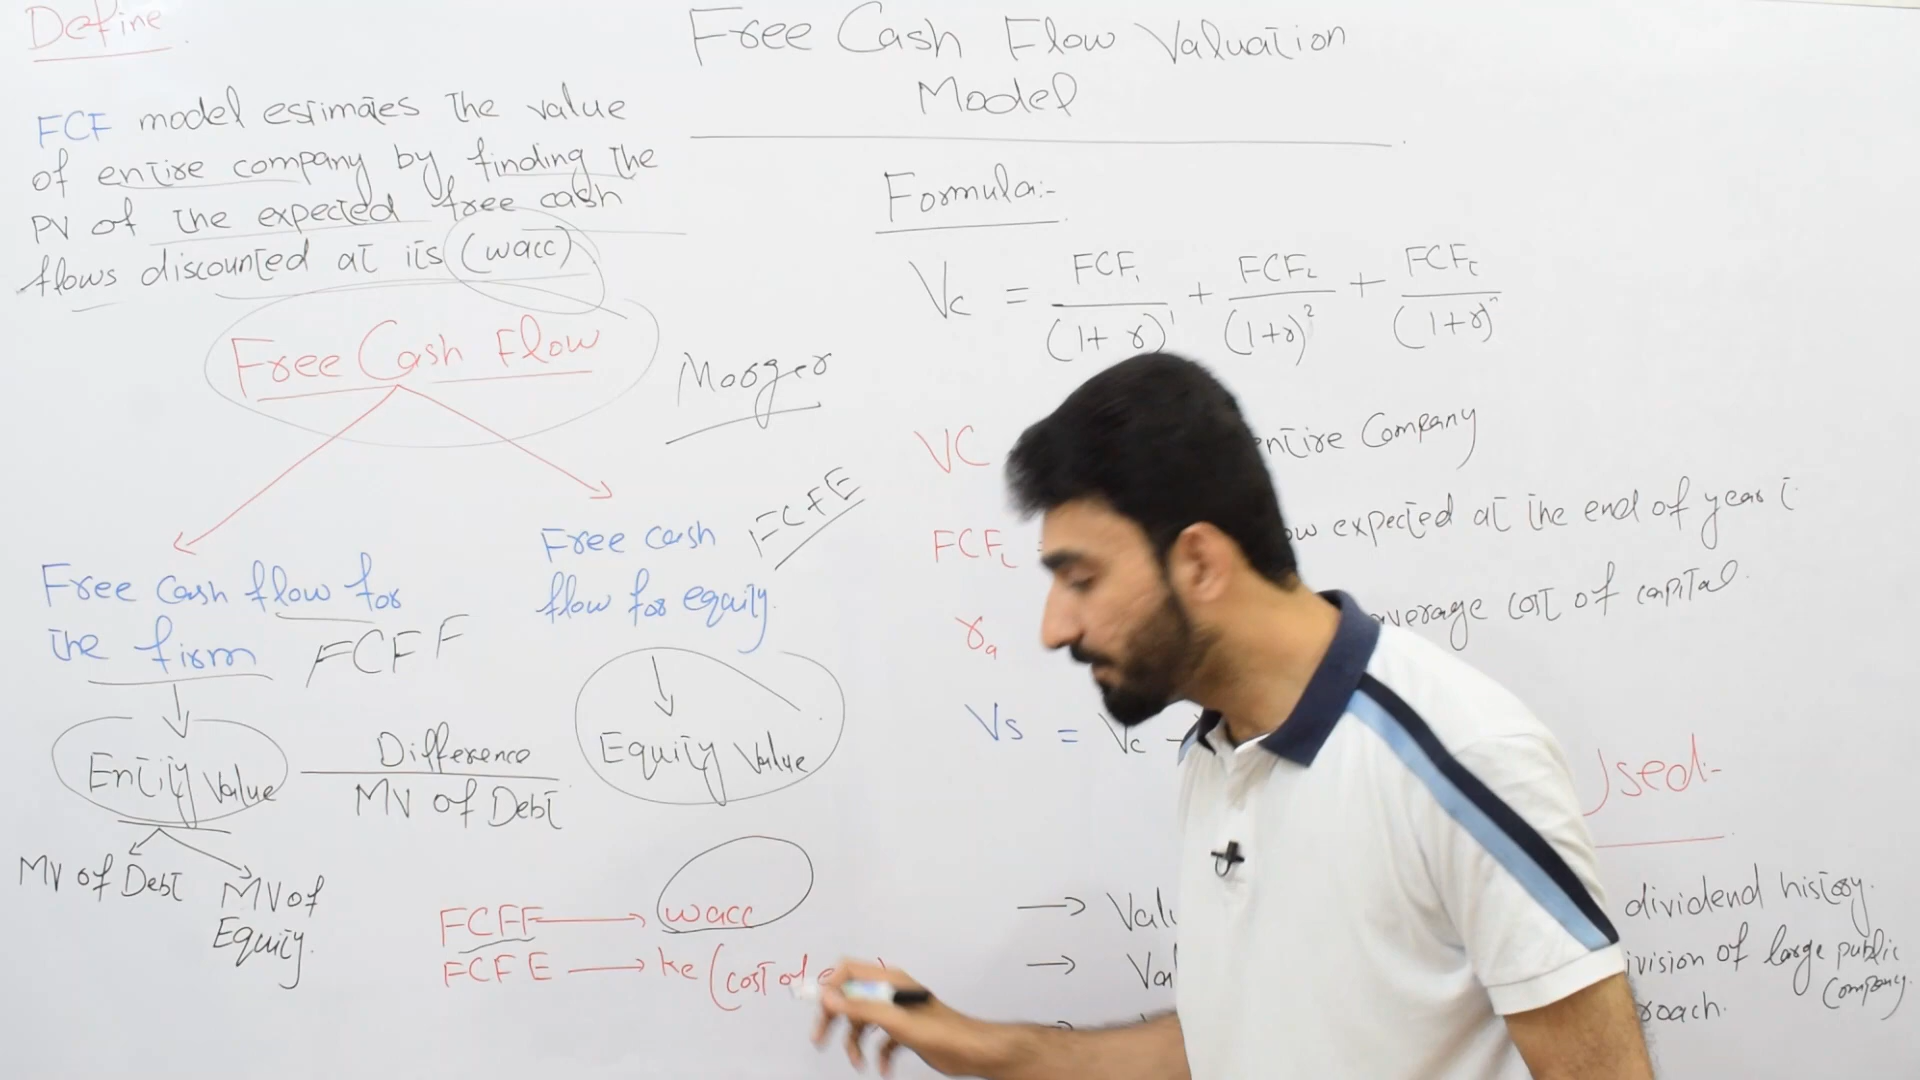 Define
FCF model estimates the value
of entire company by finding the
PV of the expected free cash
flows discounted at its (wacc)
Free Cash Flow
Free Cash flow for
the firm FCFF
Entity Value
MV of Debt
MV of
Equity.
Difference
MV of Debt
Morger
Free cash
flow for equity.
FCFE
Equity Value
FCFF → wacc
FCFE → ke (cost of
Free Cash Flow Valuation
Model
Formula:-
Vc = FCF1/(1+r)^1 + FCF2/(1+r)^2 + FCFt/(1+r)^n
VC entire Company
FCFt = expected at the end of year t.
ra average cost of capital.
Vs = Vc -
Used:-
→ dividend history.
→ of large public
Company.